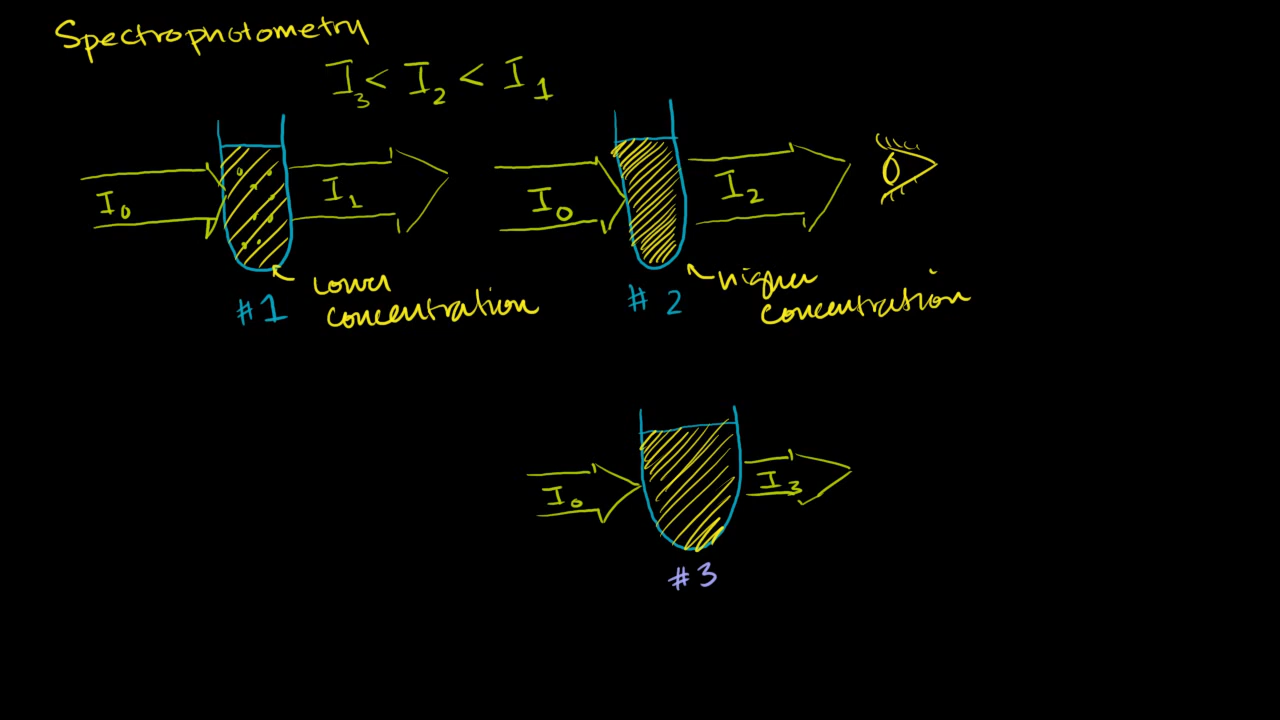 Spectrophotometry
I₃ < I₂ < I₁
I₀
I₁
I₀
I₂
#1
Lower
concentration
#2
higher
concentration
I₀
I₃
#3